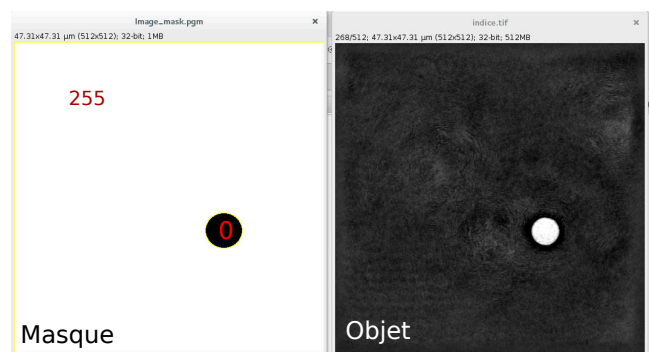 Image_mask.pgm
47.31x47.31 µm (512x512); 32-bit; 1MB
255
0
Masque
indice.tif
268/512; 47.31x47.31 µm (512x512); 32-bit; 512MB
Objet